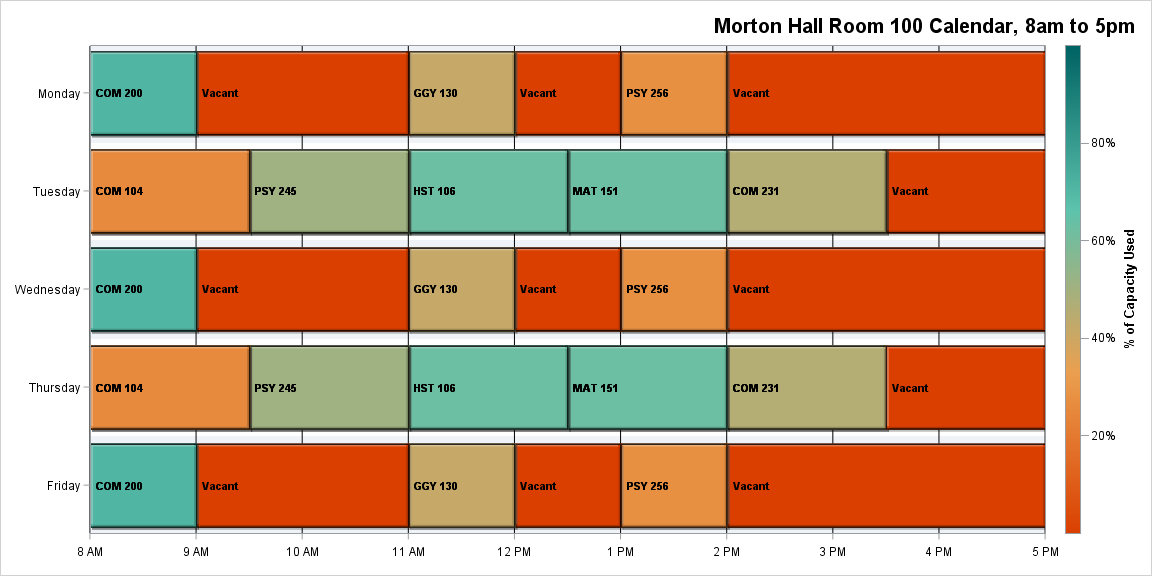 Morton Hall Room 100 Calendar, 8am to 5pm
Monday COM 200 Vacant GGY 130 Vacant PSY 256 Vacant
Tuesday COM 104 PSY 245 HST 106 MAT 151 COM 231 Vacant
Wednesday COM 200 Vacant GGY 130 Vacant PSY 256 Vacant
Thursday COM 104 PSY 245 HST 106 MAT 151 COM 231 Vacant
Friday COM 200 Vacant GGY 130 Vacant PSY 256 Vacant
8 AM 9 AM 10 AM 11 AM 12 PM 1 PM 2 PM 3 PM 4 PM 5 PM
80%
60%
40%
20%
% of Capacity Used